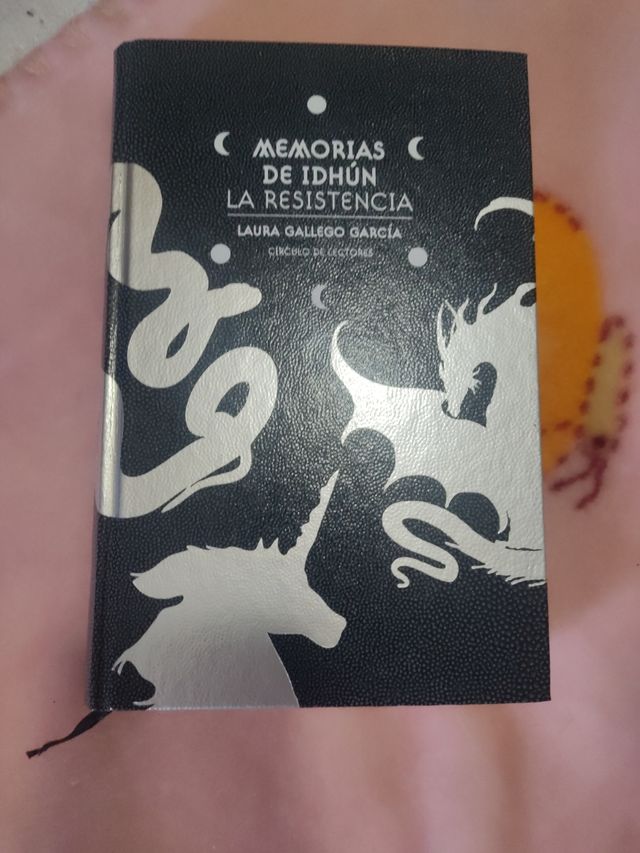 MEMORIAS
DE IDHÚN
LA RESISTENCIA
LAURA GALLEGO GARCÍA
CÍRCULO DE LECTORES